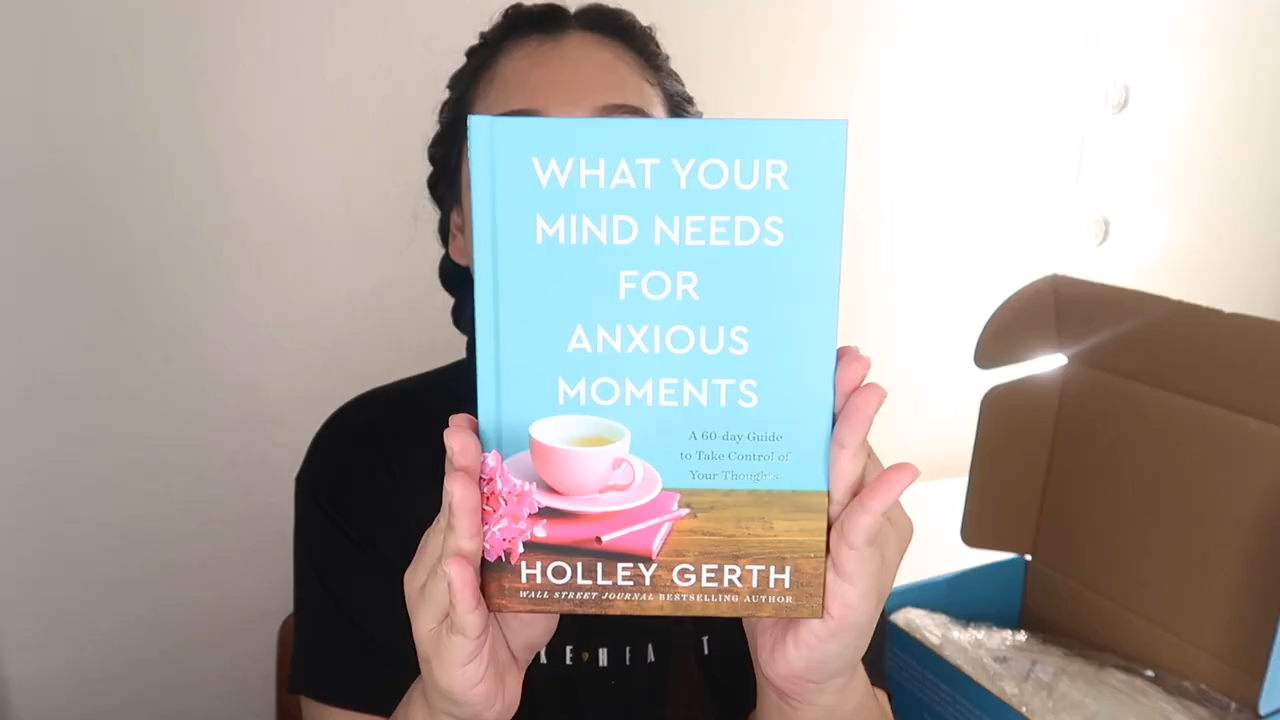 WHAT YOUR
MIND NEEDS
FOR
ANXIOUS
MOMENTS
A 60-day Guide
to Take Control of
Your Thoughts
HOLLEY GERTH
WALL STREET JOURNAL BESTSELLING AUTHOR